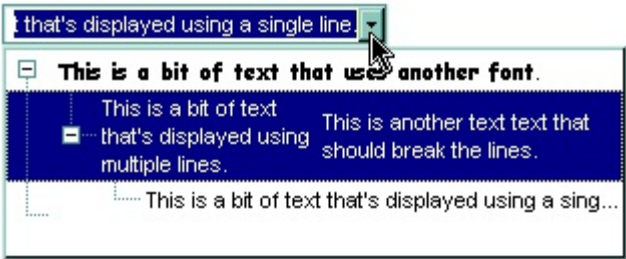 t that's displayed using a single line.
This is a bit of text that uses another font.
This is a bit of text
that's displayed using
multiple lines.
This is another text text that
should break the lines.
This is a bit of text that's displayed using a sing...